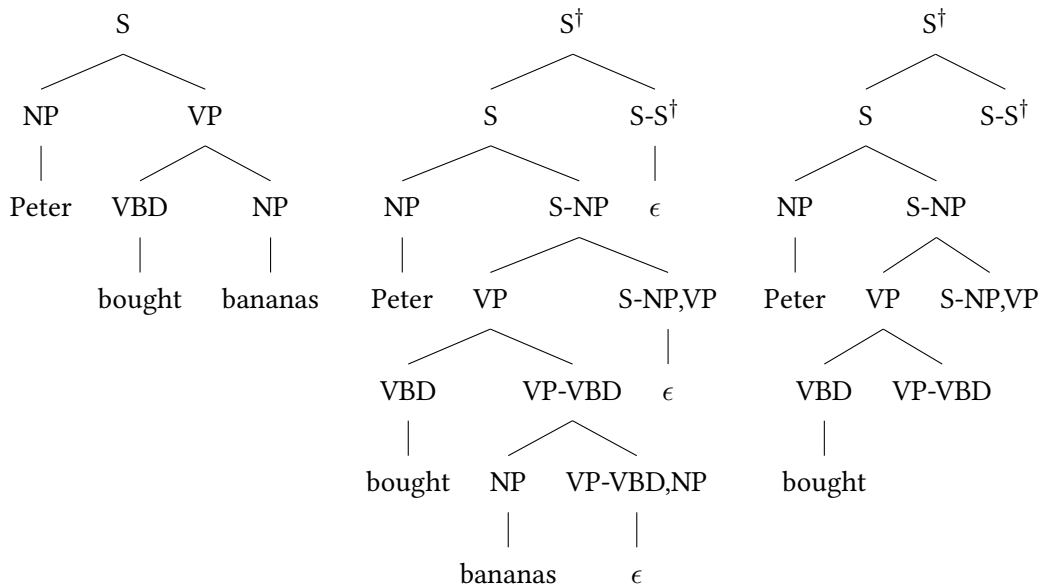 S S† S†
NP VP S S-S† S S-S†
Peter VBD NP NP S-NP ϵ NP S-NP
bought bananas Peter VP S-NP,VP Peter VP S-NP,VP
VBD VP-VBD ϵ VBD VP-VBD
bought NP VP-VBD,NP bought
bananas ϵ